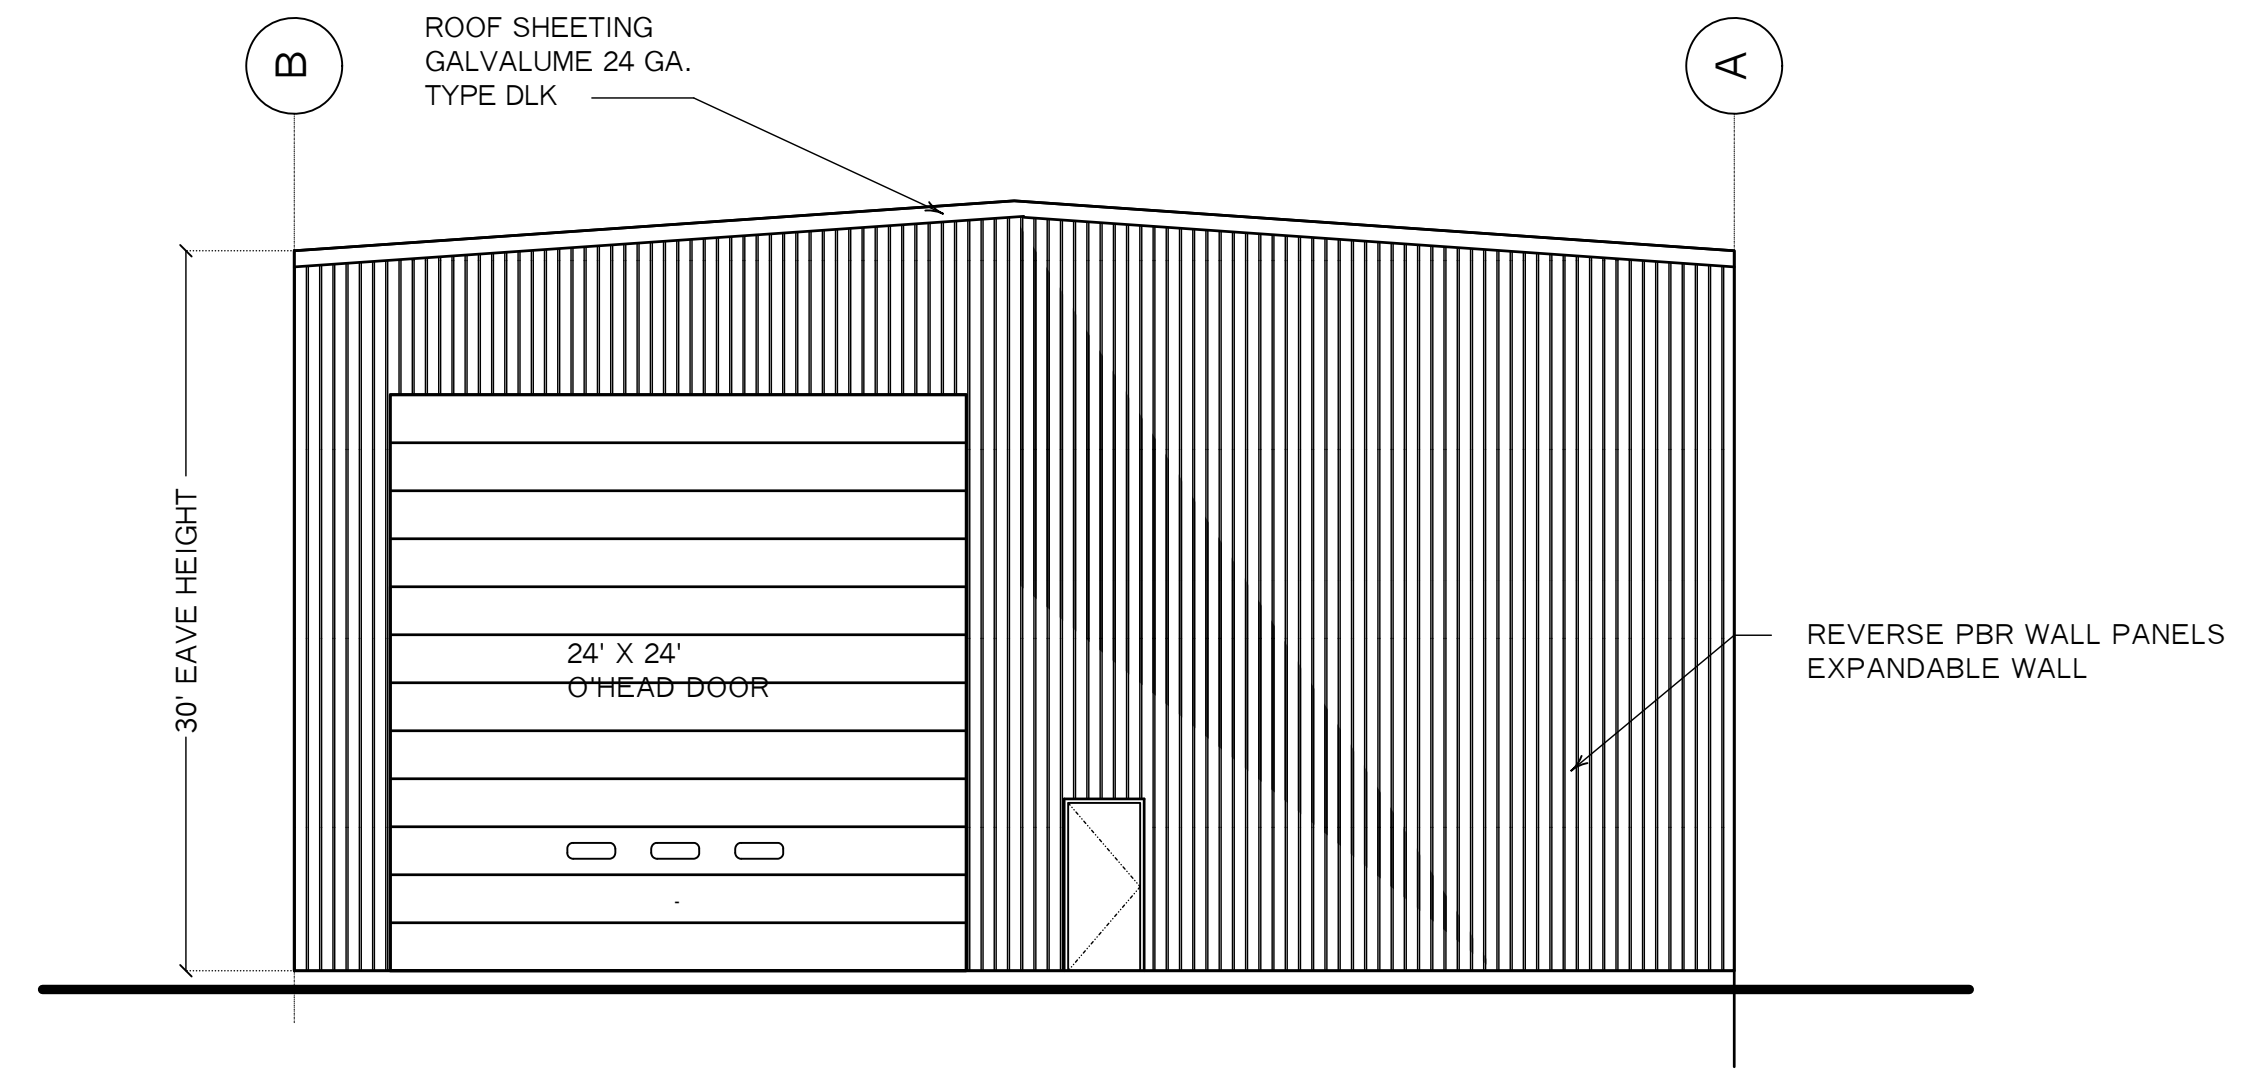 B
ROOF SHEETING
GALVALUME 24 GA.
TYPE DLK
A
30' EAVE HEIGHT
24' X 24'
O'HEAD DOOR
REVERSE PBR WALL PANELS
EXPANDABLE WALL